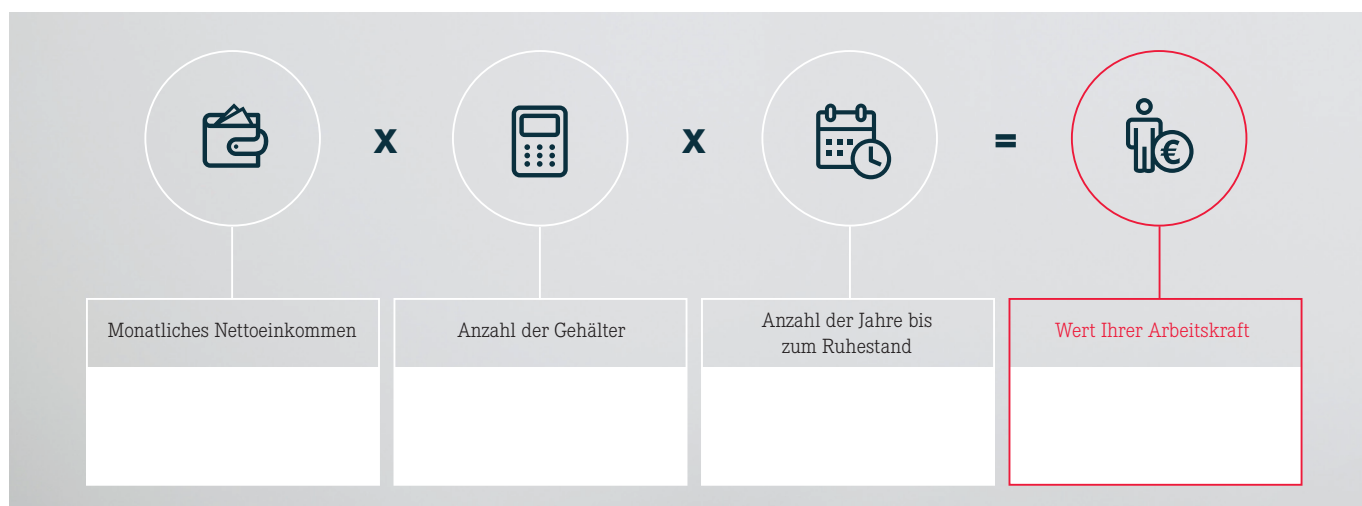 x
x
=
€
Monatliches Nettoeinkommen
Anzahl der Gehälter
Anzahl der Jahre bis
zum Ruhestand
Wert Ihrer Arbeitskraft